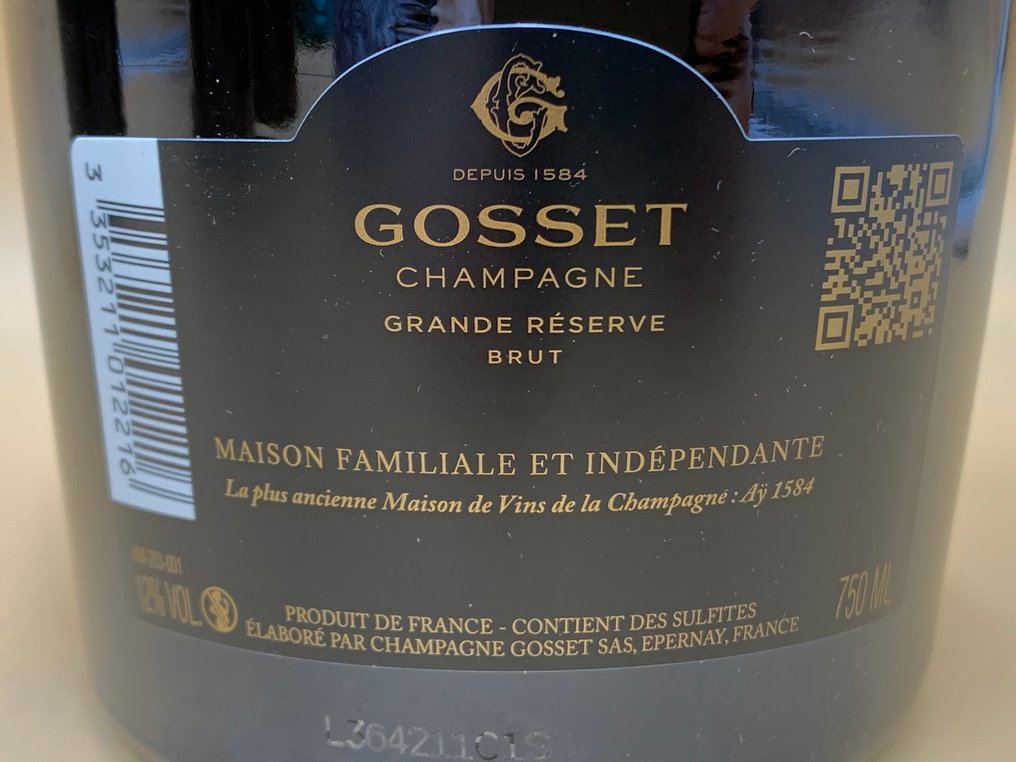 DEPUIS 1584
GOSSET
CHAMPAGNE
GRANDE RÉSERVE
BRUT
MAISON FAMILIALE ET INDÉPENDANTE
La plus ancienne Maison de Vins de la Champagne : Aÿ 1584
12% VOL.
750 ML
PRODUIT DE FRANCE - CONTIENT DES SULFITES
ÉLABORÉ PAR CHAMPAGNE GOSSET SAS, EPERNAY, FRANCE
3 353211 012216